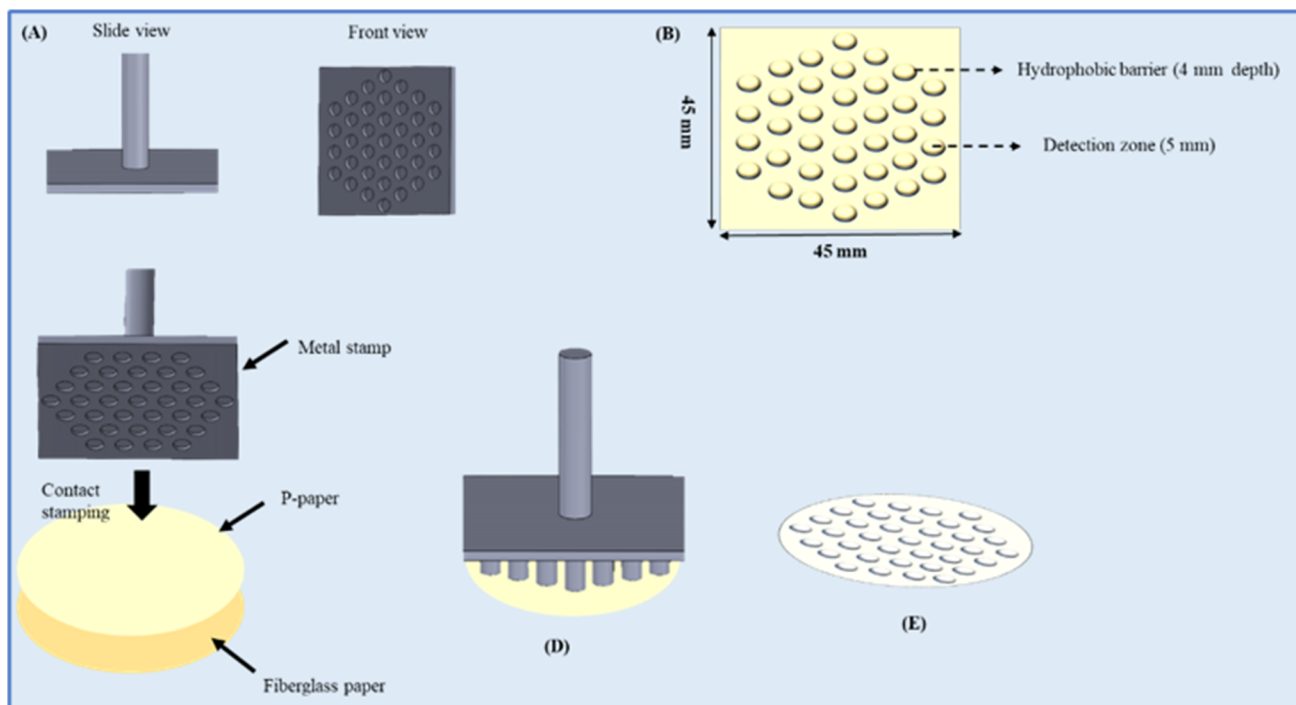 (A)
Slide view
Front view
(B)
Hydrophobic barrier (4 mm depth)
45 mm
Detection zone (5 mm)
45 mm
Metal stamp
Contact
stamping
P-paper
Fiberglass paper
(D)
(E)